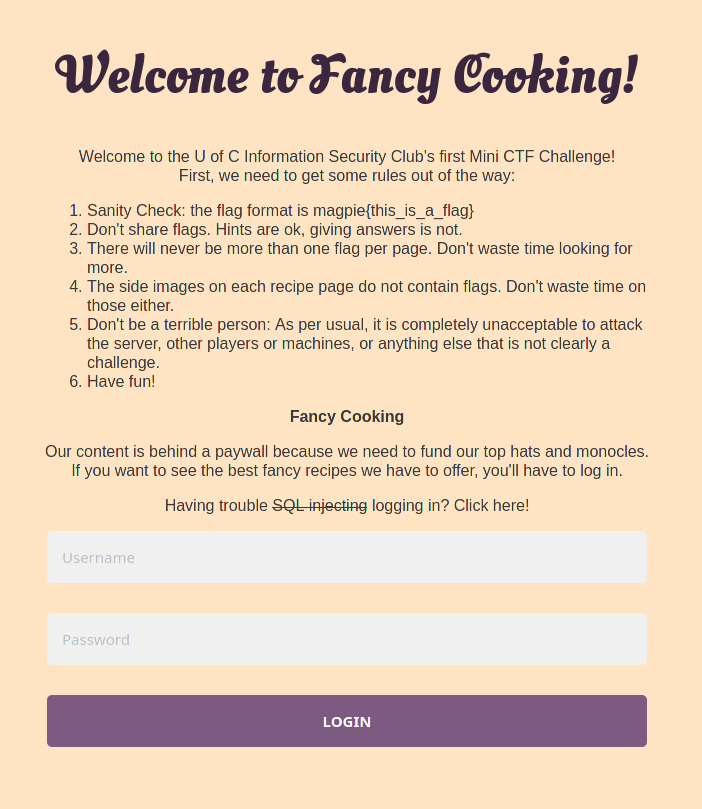 Welcome to Fancy Cooking!
Welcome to the U of C Information Security Club's first Mini CTF Challenge!
First, we need to get some rules out of the way:
1. Sanity Check: the flag format is magpie{this_is_a_flag}
2. Don't share flags. Hints are ok, giving answers is not.
3. There will never be more than one flag per page. Don't waste time looking for
more.
4. The side images on each recipe page do not contain flags. Don't waste time on
those either.
5. Don't be a terrible person: As per usual, it is completely unacceptable to attack
the server, other players or machines, or anything else that is not clearly a
challenge.
6. Have fun!
Fancy Cooking
Our content is behind a paywall because we need to fund our top hats and monocles.
If you want to see the best fancy recipes we have to offer, you'll have to log in.
Having trouble SQL injecting logging in? Click here!
Username
Password
LOGIN